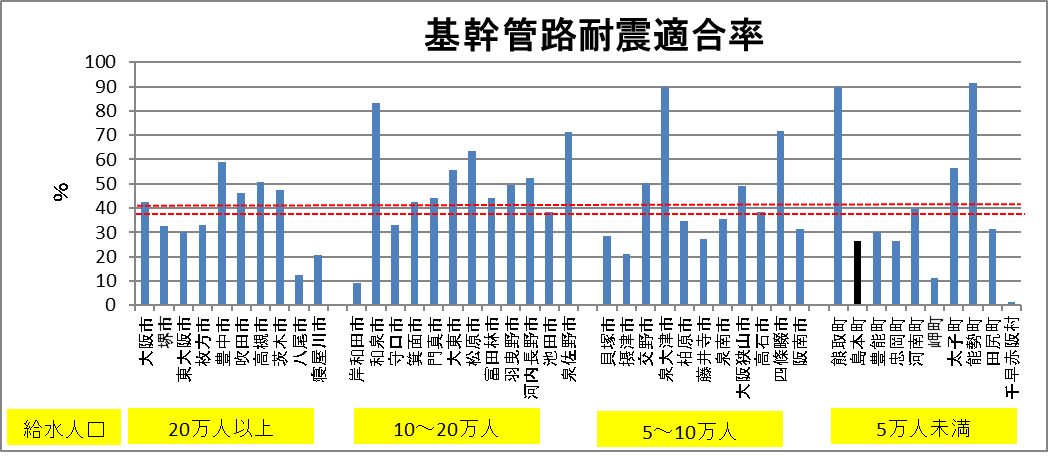 基幹管路耐震適合率
%
100
90
80
70
60
50
40
30
20
10
0
大阪市
堺市
東大阪市
枚方市
豊中市
吹田市
高槻市
茨木市
八尾市
寝屋川市
岸和田市
和泉市
守口市
箕面市
門真市
大東市
松原市
富田林市
羽曳野市
河内長野市
池田市
泉佐野市
貝塚市
摂津市
交野市
泉大津市
柏原市
藤井寺市
泉南市
大阪狭山市
高石市
四條畷市
阪南市
熊取町
島本町
豊能町
忠岡町
河南町
岬町
太子町
能勢町
田尻町
千早赤阪村
給水人口
20万人以上
10～20万人
5～10万人
5万人未満